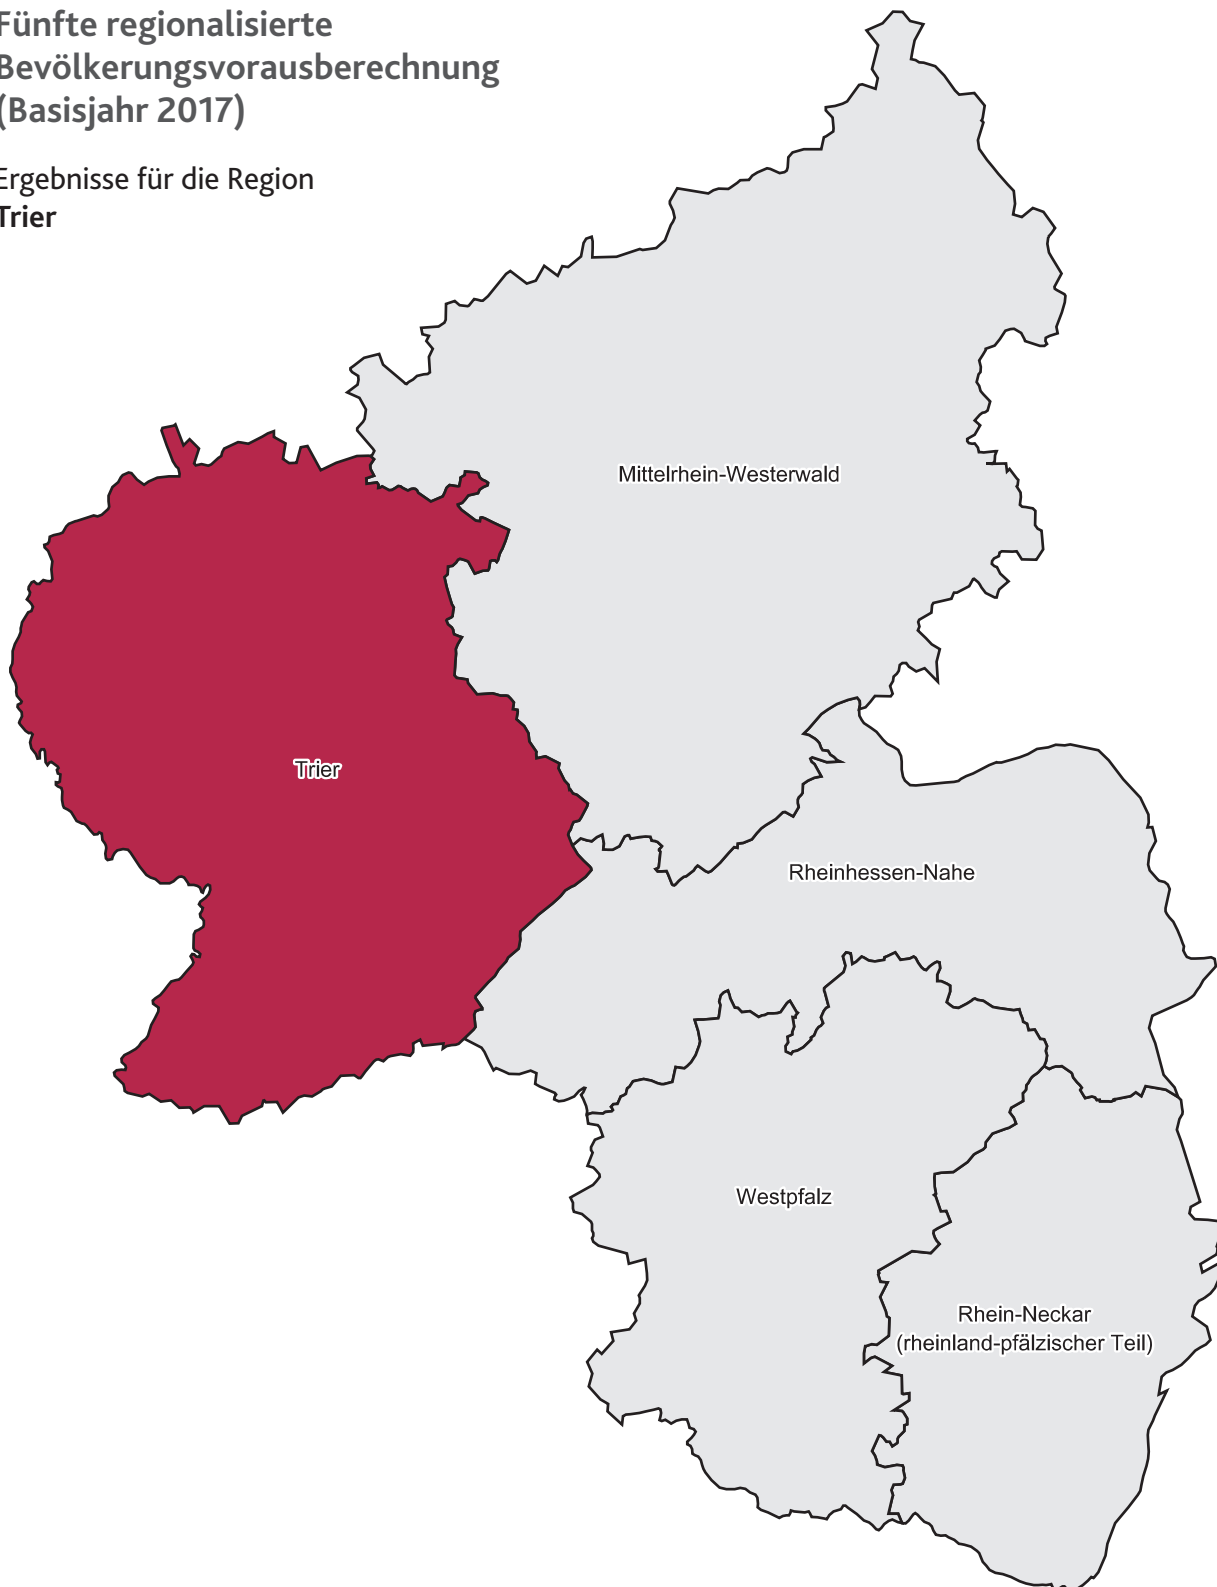 Fünfte regionalisierte
Bevölkerungsvorausberechnung
(Basisjahr 2017)
Ergebnisse für die Region
Trier
Mittelrhein-Westerwald
Trier
Rheinhessen-Nahe
Westpfalz
Rhein-Neckar
(rheinland-pfälzischer Teil)